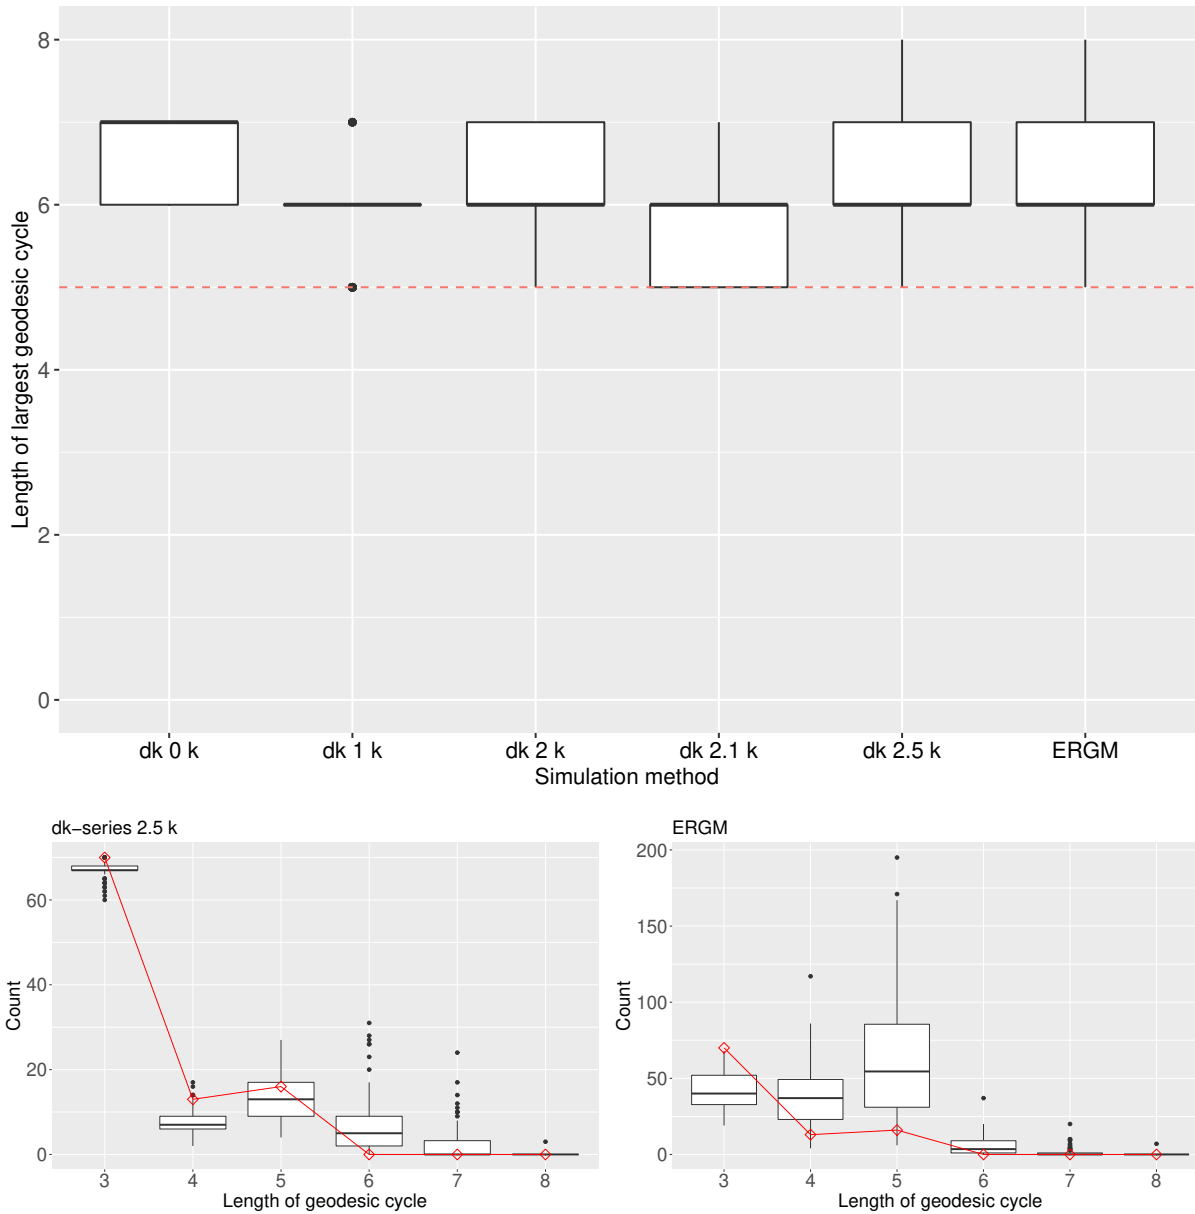 Length of largest geodesic cycle
8
6
4
2
0
dk 0 k
dk 1 k
dk 2 k
dk 2.1 k
dk 2.5 k
ERGM
Simulation method
dk−series 2.5 k
Count
60
40
20
0
3
4
5
6
7
8
Length of geodesic cycle
ERGM
Count
200
150
100
50
0
3
4
5
6
7
8
Length of geodesic cycle